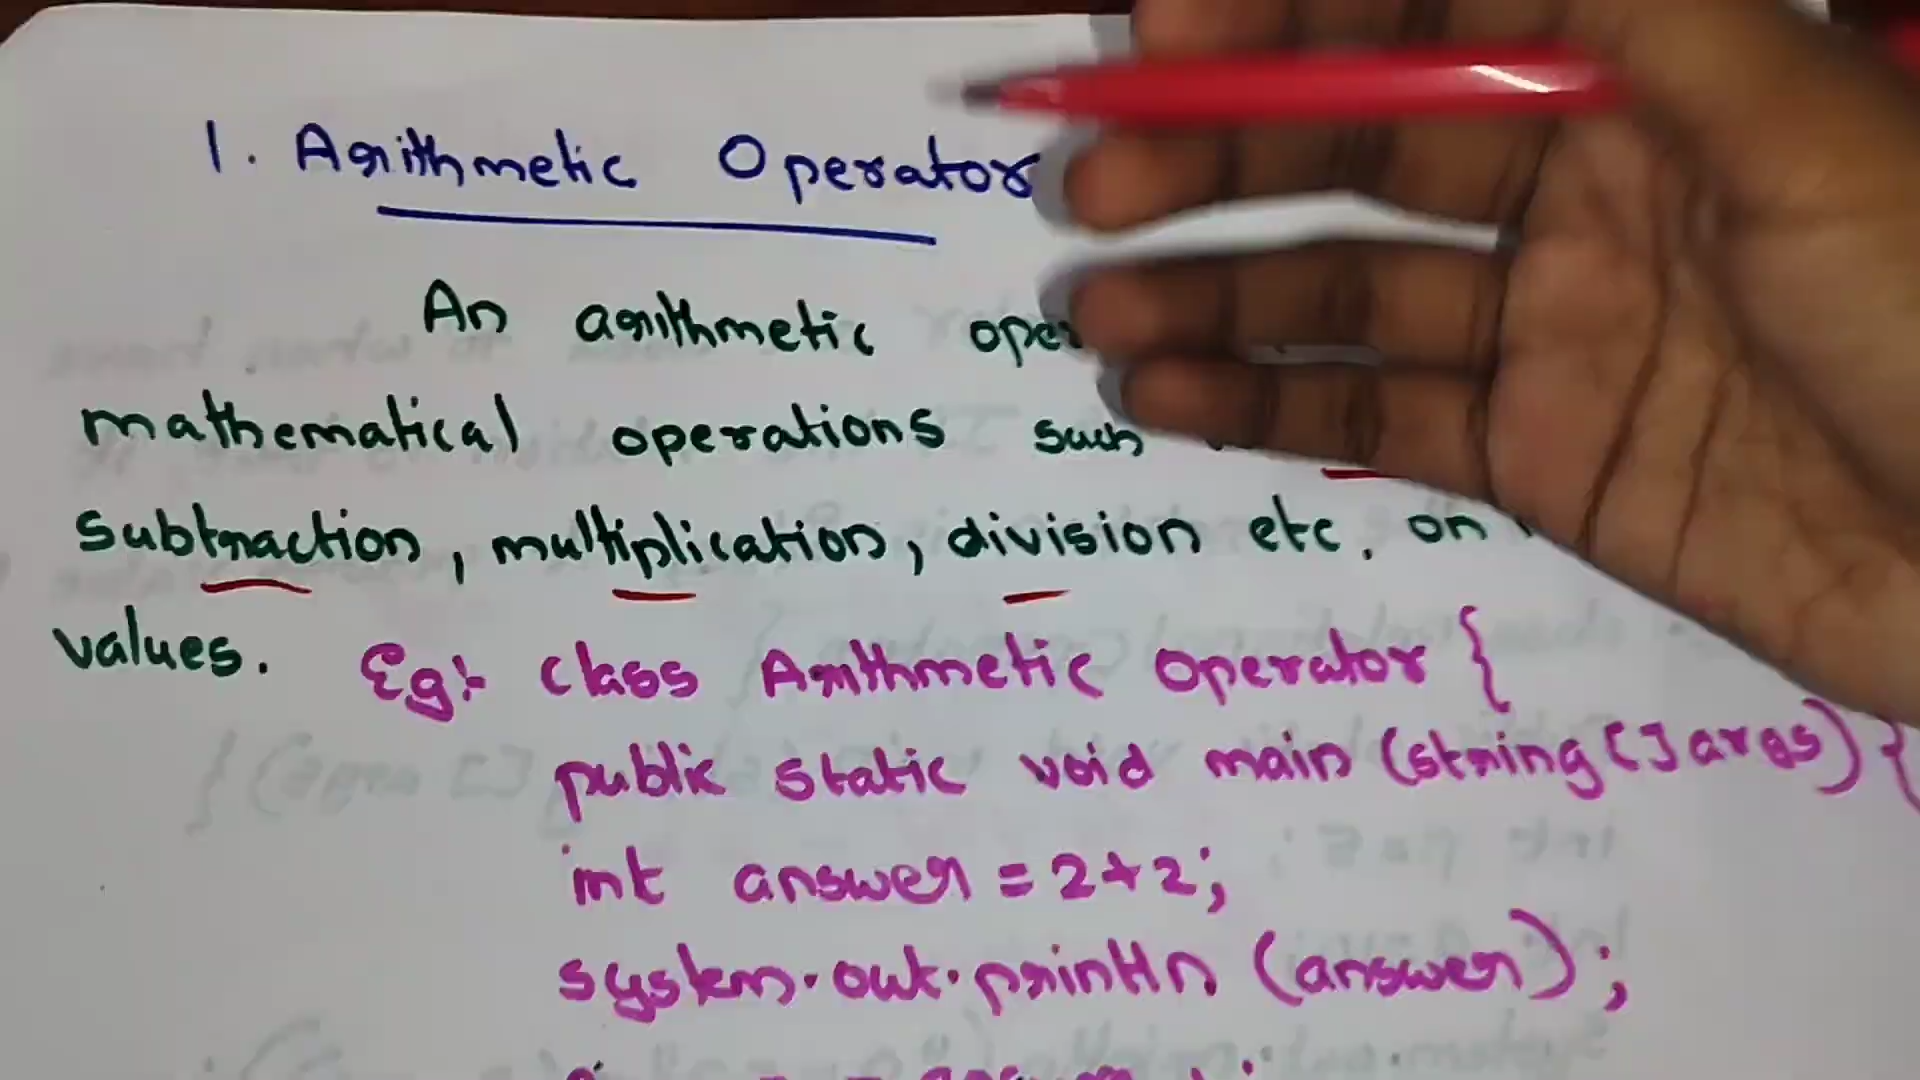 1. Arithmetic Operator
An arithmetic
mathematical operations such
subtraction, multiplication, division etc. on
values. Eg:- class Arithmetic Operator {
public static void main (string [] args) {
int answer = 2+2;
system.out.println (answer);